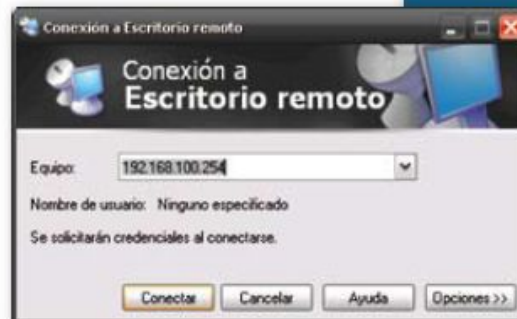 Conexión a Escritorio remoto
Conexión a
Escritorio remoto
Equipo: 192.168.100.254
Nombre de usuario: Ninguno especificado
Se solicitarán credenciales al conectarse.
Conectar Cancelar Ayuda Opciones >>